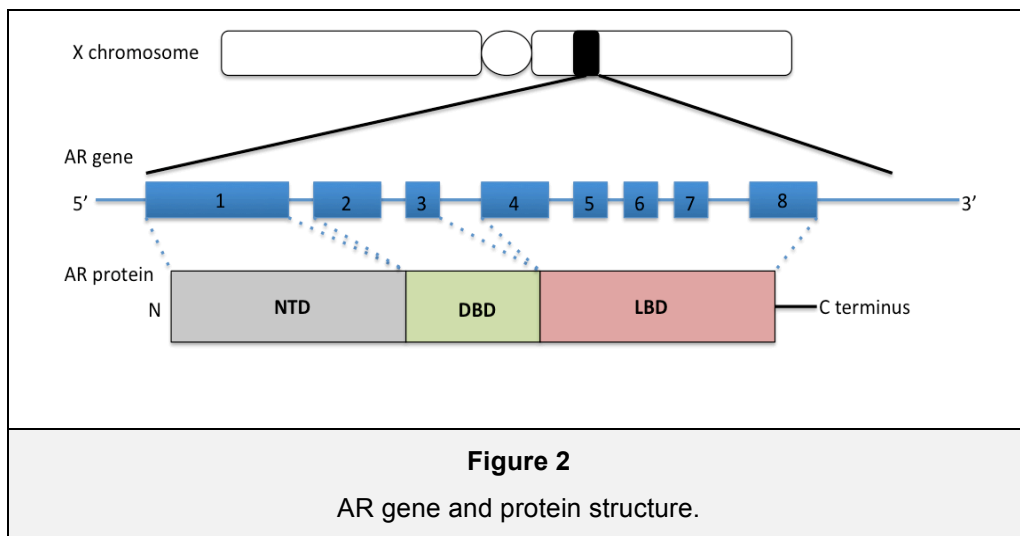 X chromosome
AR gene
5’ 1 2 3 4 5 6 7 8 3’
AR protein
N NTD DBD LBD C terminus
Figure 2
AR gene and protein structure.